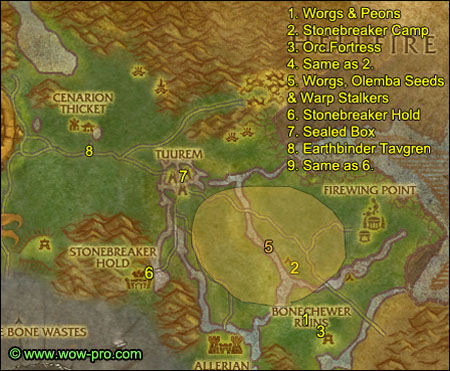 1. Worgs & Peons
2. Stonebreaker Camp
3. Orc Fortress
4. Same as 2.
5. Worgs, Olemba Seeds
& Warp Stalkers
6. Stonebreaker Hold
7. Sealed Box
8. Earthbinder Tavgren
9. Same as 6.
FIRE
CENARION
THICKET
8
TUUREM
7
FIREWING POINT
STONEBREAKER
HOLD
6
5
2
BONECHEWER
RUINS
1
3
E BONE WASTES
ALLERIAN
© www.wow-pro.com